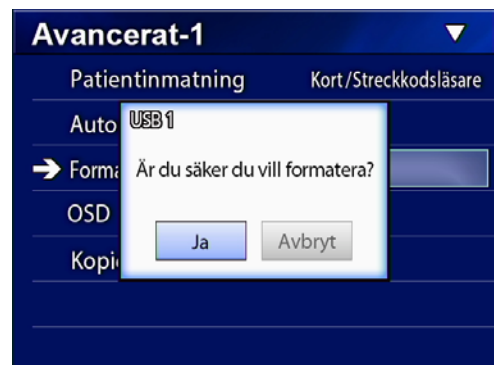 Avancerat-1
Patientinmatning Kort/Streckkodsläsare
Auto
USB 1
Forma
Är du säker du vill formatera?
OSD
Ja Avbryt
Kopi